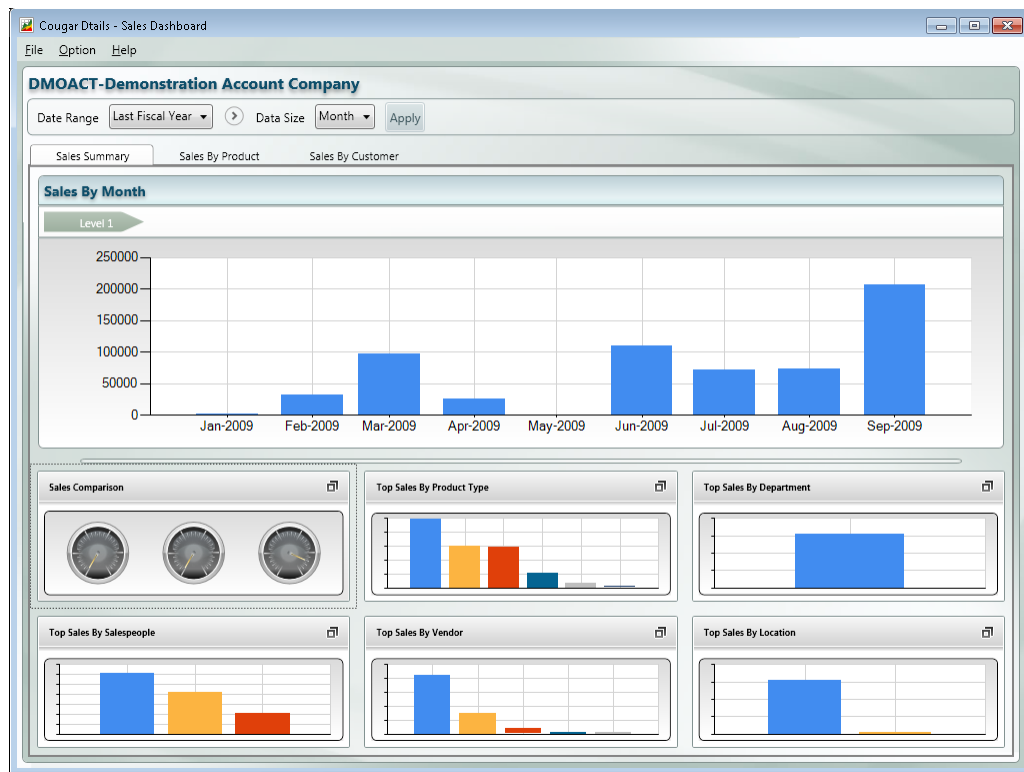 Cougar Dtails - Sales Dashboard
File Option Help
DMOACT-Demonstration Account Company
Date Range Last Fiscal Year Data Size Month Apply
Sales Summary Sales By Product Sales By Customer
Sales By Month
Level 1
250000
200000
150000
100000
50000
0
Jan-2009 Feb-2009 Mar-2009 Apr-2009 May-2009 Jun-2009 Jul-2009 Aug-2009 Sep-2009
Sales Comparison Top Sales By Product Type Top Sales By Department
Top Sales By Salespeople Top Sales By Vendor Top Sales By Location